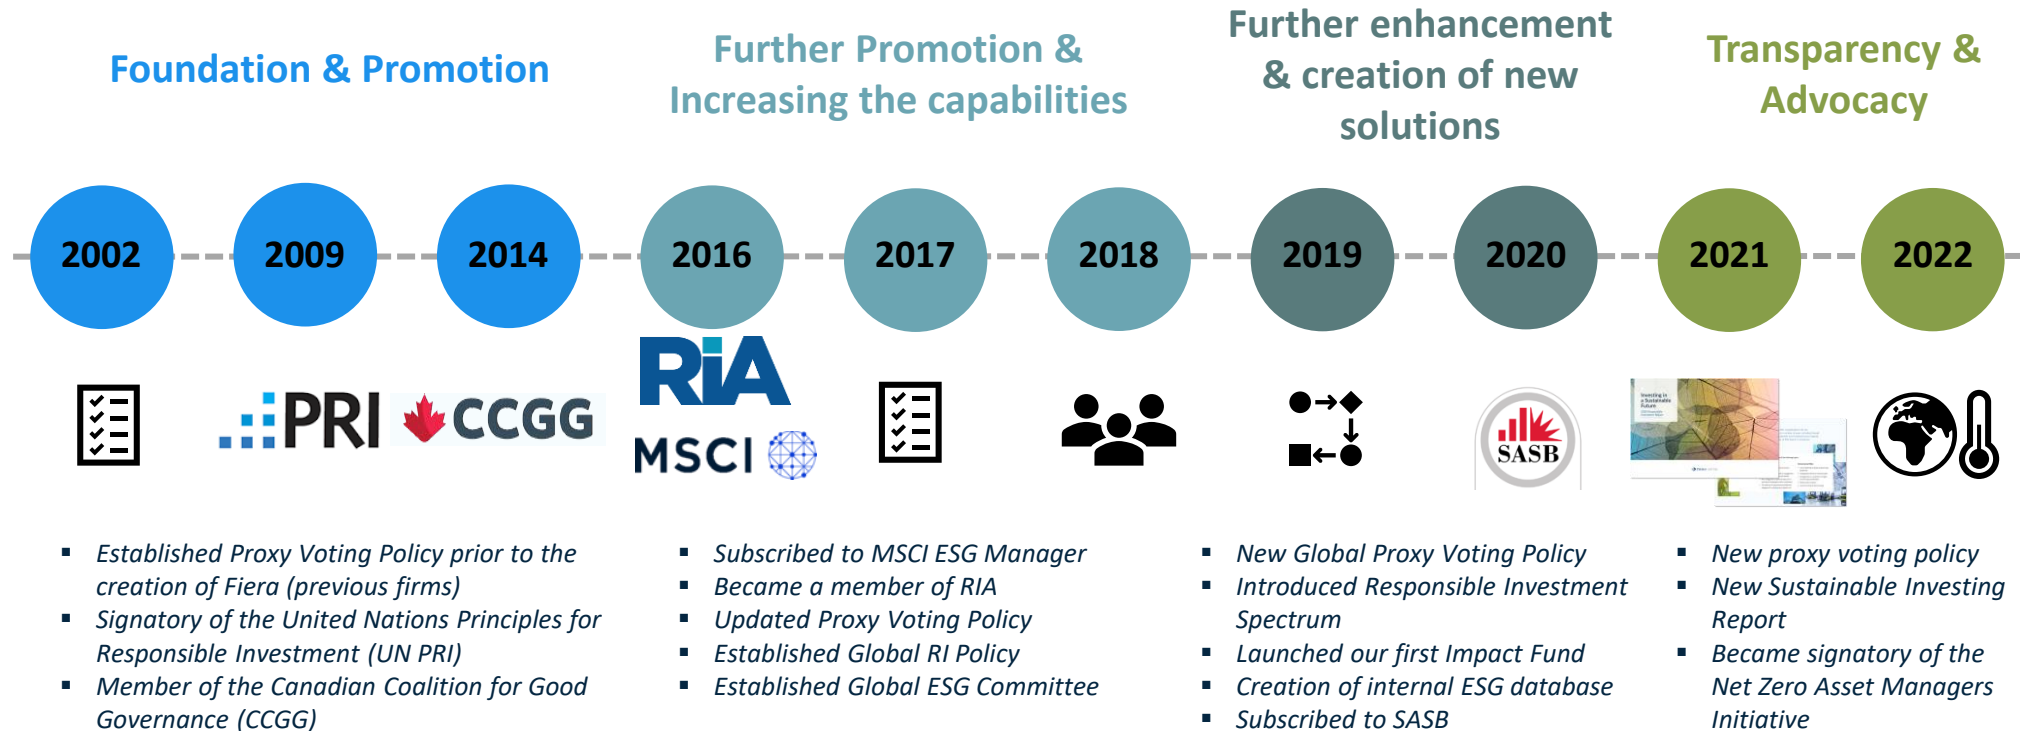 Foundation & Promotion
Further Promotion &
Increasing the capabilities
Further enhancement
& creation of new
solutions
Transparency &
Advocacy
2002
2009
2014
2016
2017
2018
2019
2020
2021
2022
PRI
CCGG
RiA
MSCI
SASB
Investing in
a Sustainable
Future
▪ Established Proxy Voting Policy prior to the
creation of Fiera (previous firms)
▪ Signatory of the United Nations Principles for
Responsible Investment (UN PRI)
▪ Member of the Canadian Coalition for Good
Governance (CCGG)
▪ Subscribed to MSCI ESG Manager
▪ Became a member of RIA
▪ Updated Proxy Voting Policy
▪ Established Global RI Policy
▪ Established Global ESG Committee
▪ New Global Proxy Voting Policy
▪ Introduced Responsible Investment
Spectrum
▪ Launched our first Impact Fund
▪ Creation of internal ESG database
▪ Subscribed to SASB
▪ New proxy voting policy
▪ New Sustainable Investing
Report
▪ Became signatory of the
Net Zero Asset Managers
Initiative